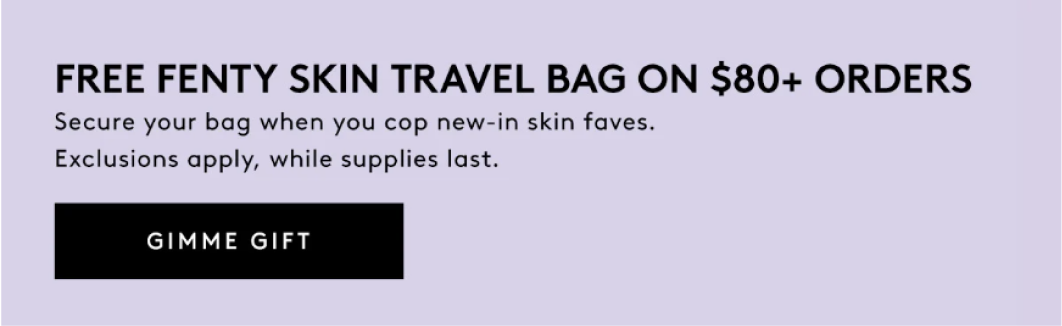 FREE FENTY SKIN TRAVEL BAG ON $80+ ORDERS
Secure your bag when you cop new-in skin faves.
Exclusions apply, while supplies last.
GIMME GIFT